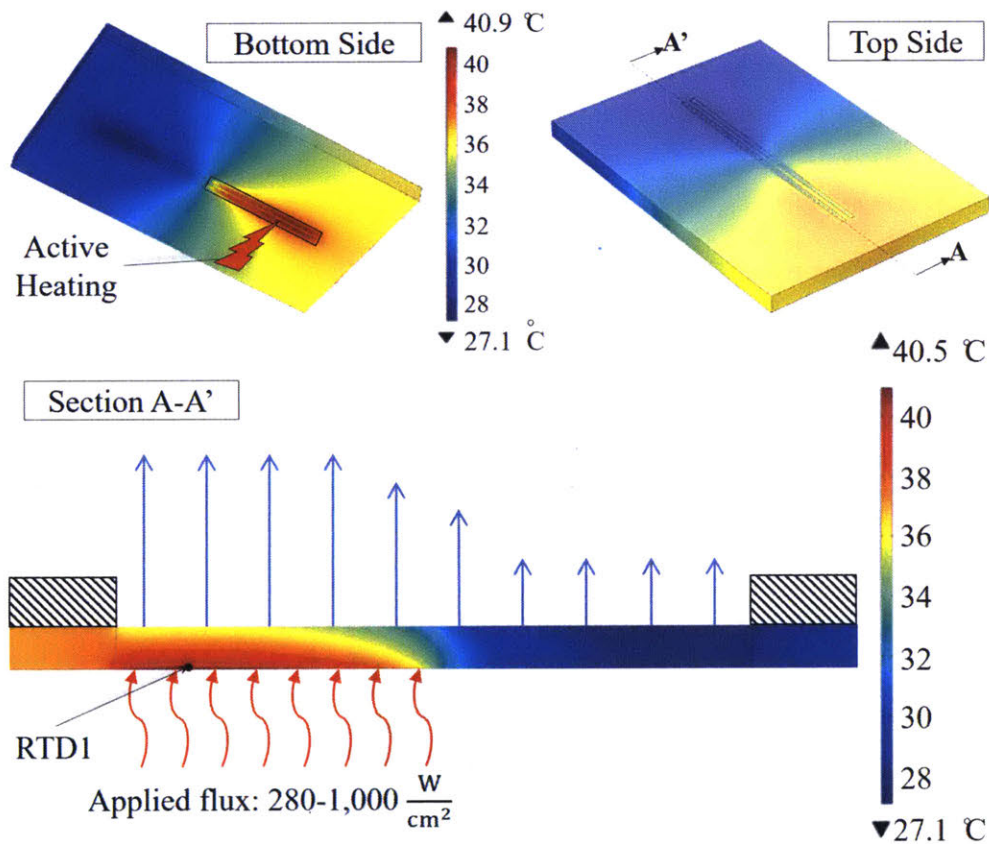 Bottom Side
40.9 ℃
40
38
36
34
32
30
28
27.1 ℃
Active
Heating
Top Side
A'
A
Section A-A'
40.5 ℃
40
38
36
34
32
30
28
27.1 ℃
RTD1
Applied flux: 280-1,000 W/cm²